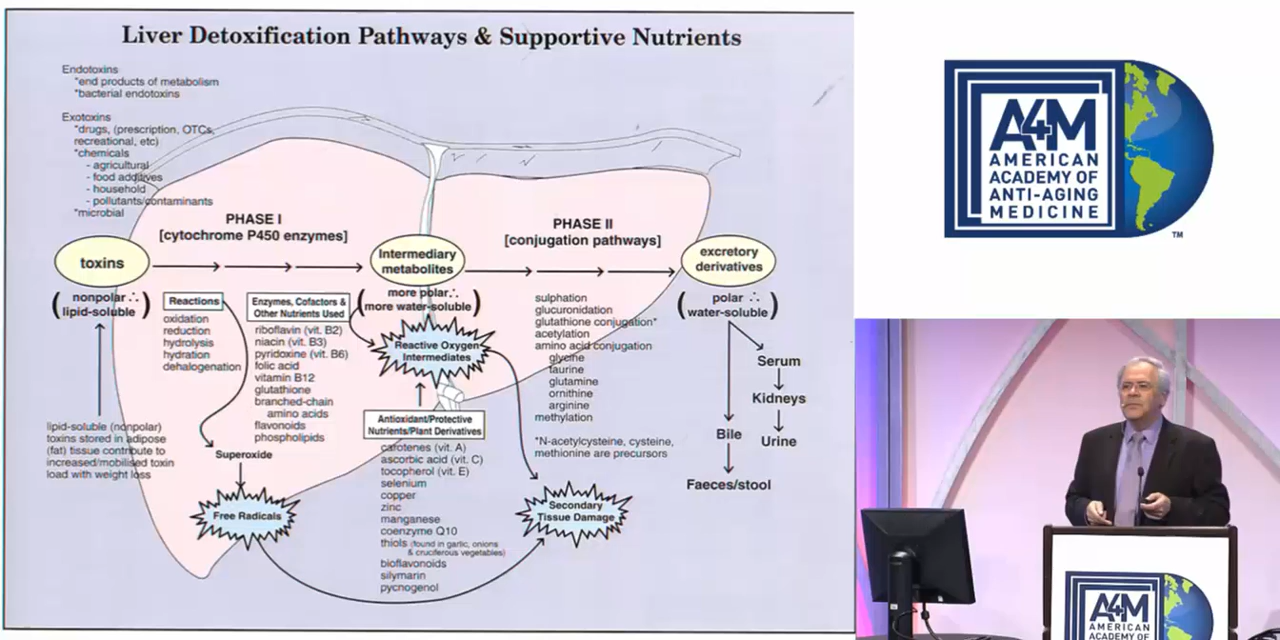 Liver Detoxification Pathways & Supportive Nutrients
Endotoxins
*end products of metabolism
*bacterial endotoxins
Exotoxins
*drugs, (prescription, OTCs,
recreational, etc)
*chemicals
- agricultural
- food additives
- household
- pollutants/contaminants
*microbial
PHASE I
[cytochrome P450 enzymes]
PHASE II
[conjugation pathways]
toxins
Intermediary
metabolites
excretory
derivatives
(nonpolar ∴
lipid-soluble)
(more polar ∴
more water-soluble)
(polar ∴
water-soluble)
Reactions
oxidation
reduction
hydrolysis
hydration
dehalogenation
Enzymes, Cofactors &
Other Nutrients Used
riboflavin (vit. B2)
niacin (vit. B3)
pyridoxine (vit. B6)
folic acid
vitamin B12
glutathione
branched-chain
amino acids
flavonoids
phospholipids
Reactive Oxygen
Intermediates
sulphation
glucuronidation
glutathione conjugation*
acetylation
amino acid conjugation
glycine
taurine
glutamine
ornithine
arginine
methylation
*N-acetylcysteine, cysteine,
methionine are precursors
Serum
Kidneys
Urine
Bile
Faeces/stool
lipid-soluble (nonpolar)
toxins stored in adipose
(fat) tissue contribute to
increased/mobilised toxin
load with weight loss
Superoxide
Free Radicals
Antioxidant/Protective
Nutrients/Plant Derivatives
carotenes (vit. A)
ascorbic acid (vit. C)
tocopherol (vit. E)
selenium
copper
zinc
manganese
coenzyme Q10
thiols (found in garlic, onions
& cruciferous vegetables)
bioflavonoids
silymarin
pycnogenol
Secondary
Tissue Damage
A4M
AMERICAN
ACADEMY OF
ANTI-AGING
MEDICINE
TM
A4M
AMERICAN
ACADEMY OF